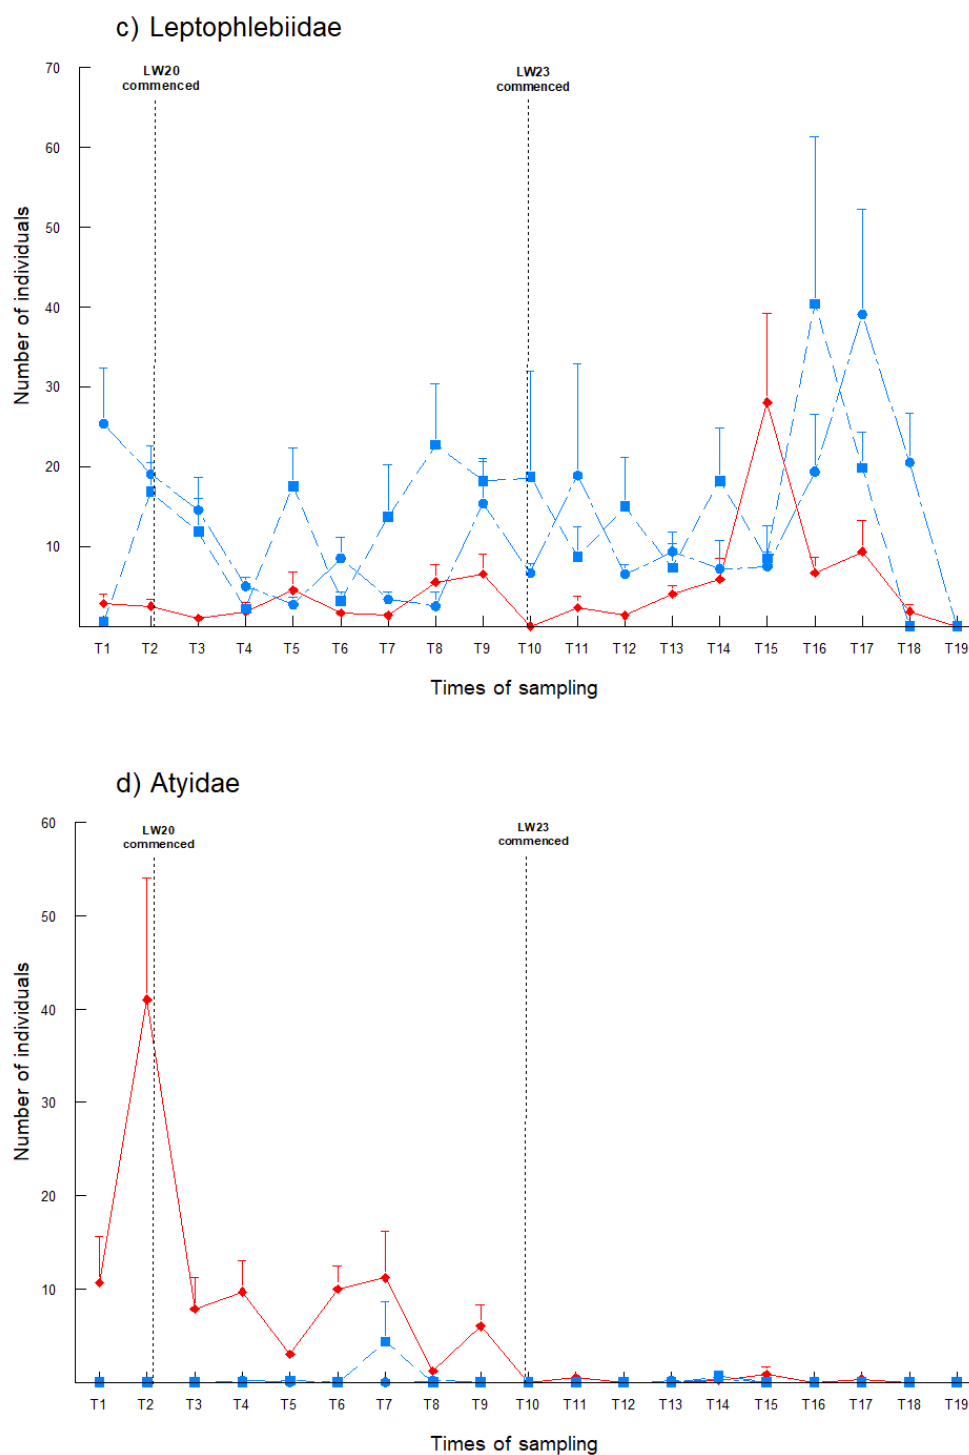 c) Leptophlebiidae
LW20
commenced
LW23
commenced
70
60
50
40
30
20
10
Number of individuals
T1 T2 T3 T4 T5 T6 T7 T8 T9 T10 T11 T12 T13 T14 T15 T16 T17 T18 T19
Times of sampling
d) Atyidae
LW20
commenced
LW23
commenced
60
50
40
30
20
10
Number of individuals
T1 T2 T3 T4 T5 T6 T7 T8 T9 T10 T11 T12 T13 T14 T15 T16 T17 T18 T19
Times of sampling